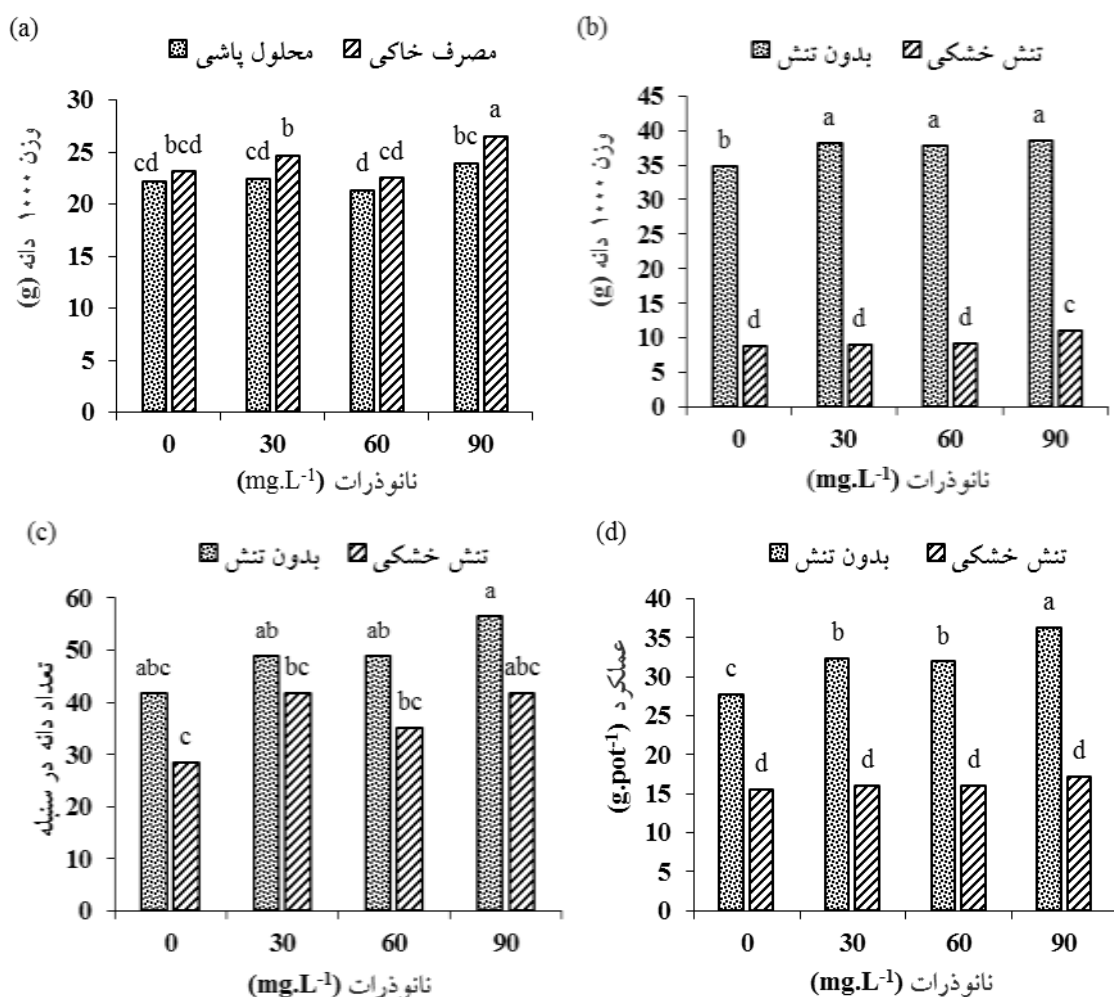 (a)
محلول پاشی مصرف خاکی
وزن ۱۰۰۰ دانه (g)
30
25
20
15
10
5
0
cd bcd cd b d cd bc a
0 30 60 90
نانوذرات (mg.L-1)
(b)
بدون تنش تنش خشکی
وزن ۱۰۰۰ دانه (g)
45
40
35
30
25
20
15
10
5
0
b d a d a d a c
0 30 60 90
نانوذرات (mg.L-1)
(c)
بدون تنش تنش خشکی
تعداد دانه در سنبله
60
50
40
30
20
10
0
abc c ab bc ab bc a abc
0 30 60 90
نانوذرات (mg.L-1)
(d)
بدون تنش تنش خشکی
عملکرد (g.pot-1)
40
35
30
25
20
15
10
5
0
c d b d b d a d
0 30 60 90
نانوذرات (mg.L-1)